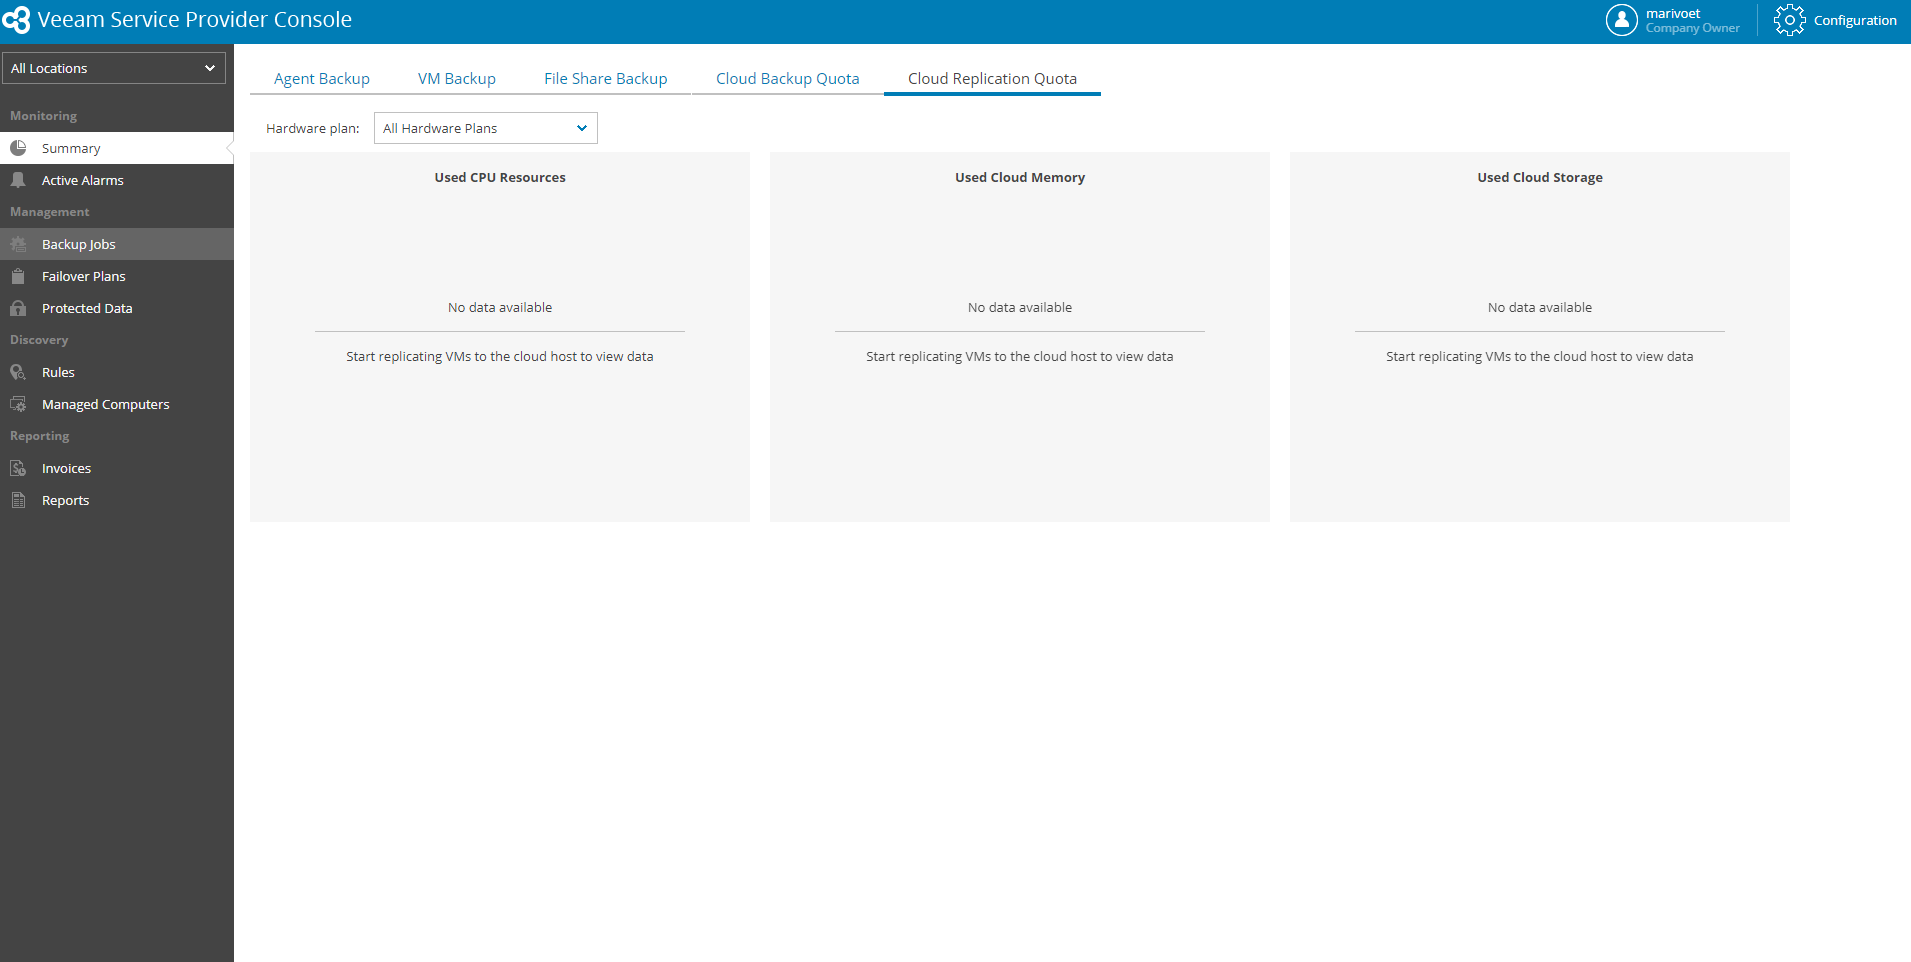 Veeam Service Provider Console
marivoet
Company Owner
Configuration
All Locations
Monitoring
Summary
Active Alarms
Management
Backup Jobs
Failover Plans
Protected Data
Discovery
Rules
Managed Computers
Reporting
Invoices
Reports
Agent Backup
VM Backup
File Share Backup
Cloud Backup Quota
Cloud Replication Quota
Hardware plan:
All Hardware Plans
Used CPU Resources
No data available
Start replicating VMs to the cloud host to view data
Used Cloud Memory
No data available
Start replicating VMs to the cloud host to view data
Used Cloud Storage
No data available
Start replicating VMs to the cloud host to view data